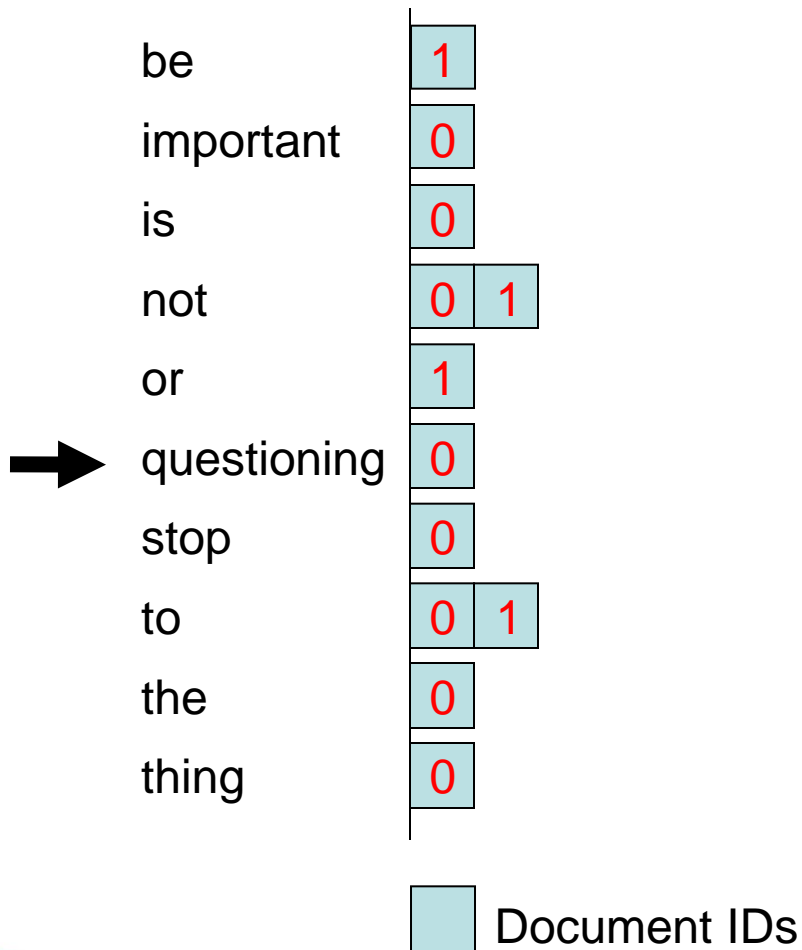 be 1
important 0
is 0
not 0 1
or 1
questioning 0
stop 0
to 0 1
the 0
thing 0
Document IDs